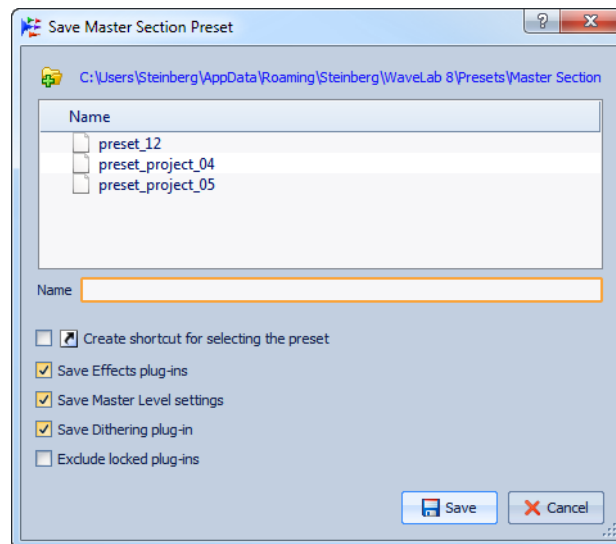 Save Master Section Preset
?
C:\Users\Steinberg\AppData\Roaming\Steinberg\WaveLab 8\Presets\Master Section
Name
preset_12
preset_project_04
preset_project_05
Name
Create shortcut for selecting the preset
Save Effects plug-ins
Save Master Level settings
Save Dithering plug-in
Exclude locked plug-ins
Save Cancel